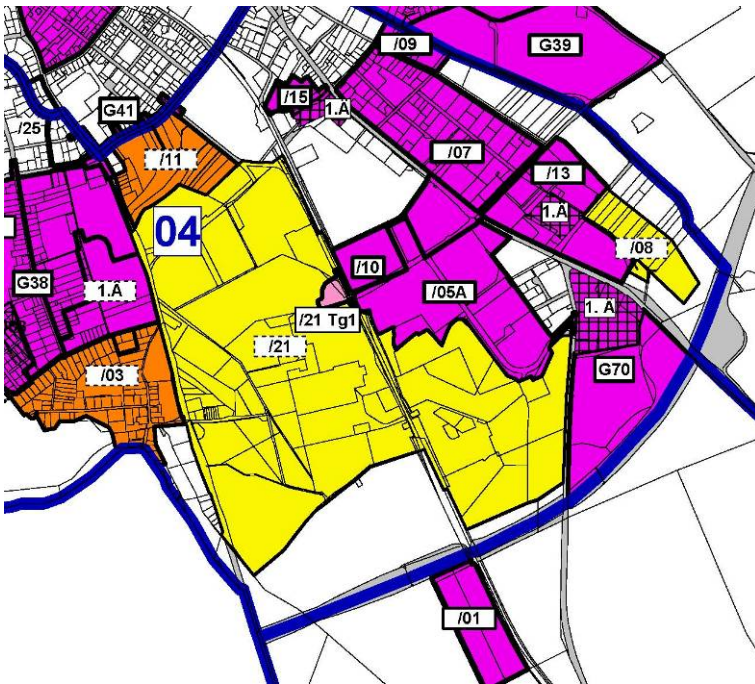 /09
G39
/15
1.Ä
G41
/25
/11
/07
/13
1.Ä
04
/08
/10
G38
1.Ä
/05A
/21 Tg1
1. Ä
/21
G70
/03
/01